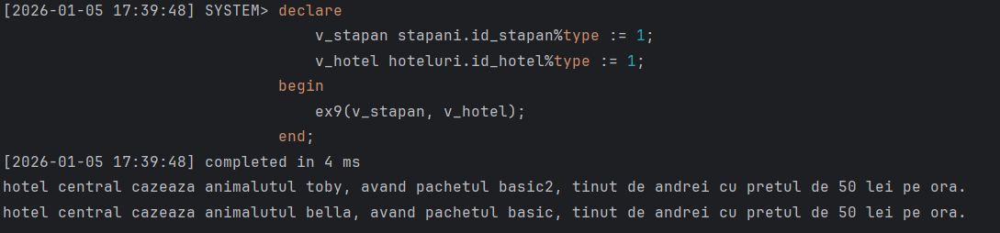 [2026-01-05 17:39:48] SYSTEM> declare
v_stapan stapani.id_stapan%type := 1;
v_hotel hoteluri.id_hotel%type := 1;
begin
ex9(v_stapan, v_hotel);
end;
[2026-01-05 17:39:48] completed in 4 ms
hotel central cazeaza animalutul toby, avand pachetul basic2, tinut de andrei cu pretul de 50 lei pe ora.
hotel central cazeaza animalutul bella, avand pachetul basic, tinut de andrei cu pretul de 50 lei pe ora.